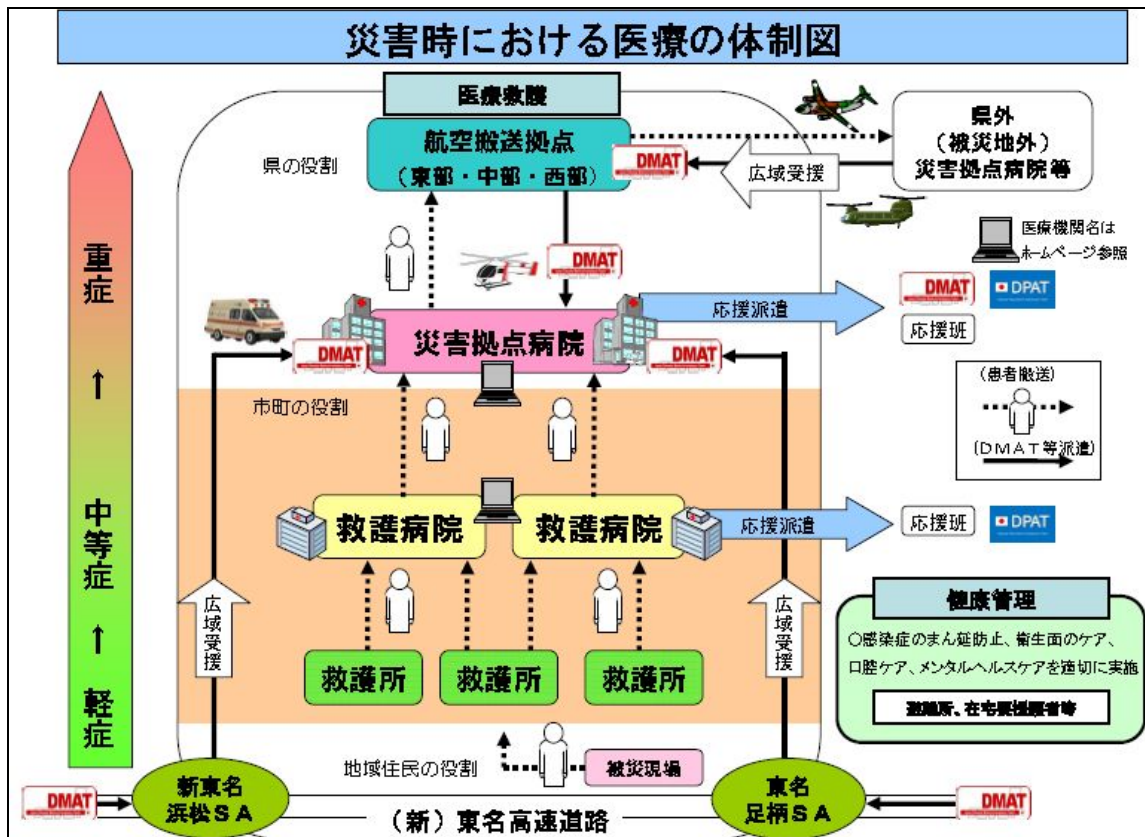 災害時における医療の体制図
医療救護
航空搬送拠点
（東部・中部・西部）
県の役割
DMAT
広域受援
県外
（被災地外）
災害拠点病院等
医療機関名は
ホームページ参照
重症
↑
中等症
↑
軽症
DMAT
災害拠点病院
DMAT
DMAT
応援派遣
DMAT
DPAT
応援班
市町の役割
（患者搬送）
（ＤＭＡＴ等派遣）
救護病院
救護病院
応援派遣
応援班
DPAT
広域受援
広域受援
救護所
救護所
救護所
健康管理
○感染症のまん延防止、衛生面のケア、
口腔ケア、メンタルヘルスケアを適切に実施
避難所、在宅要援護者等
地域住民の役割
被災現場
DMAT
新東名
浜松ＳＡ
（新）東名高速道路
東名
足柄ＳＡ
DMAT